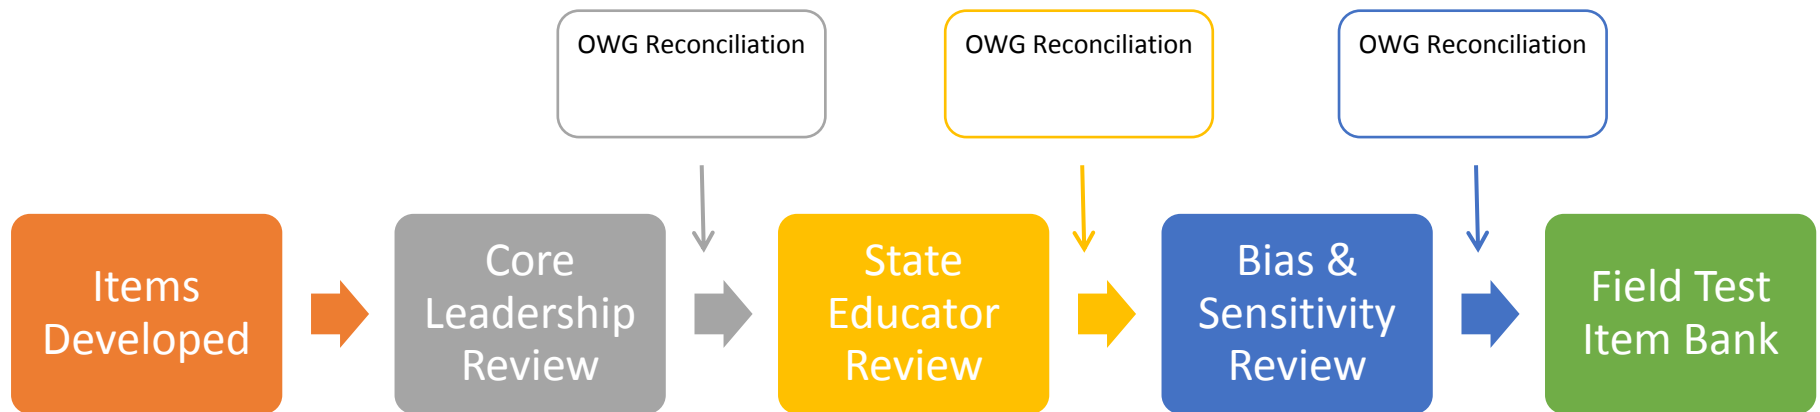 OWG Reconciliation
OWG Reconciliation
OWG Reconciliation
Items
Developed
Core
Leadership
Review
State
Educator
Review
Bias &
Sensitivity
Review
Field Test
Item Bank